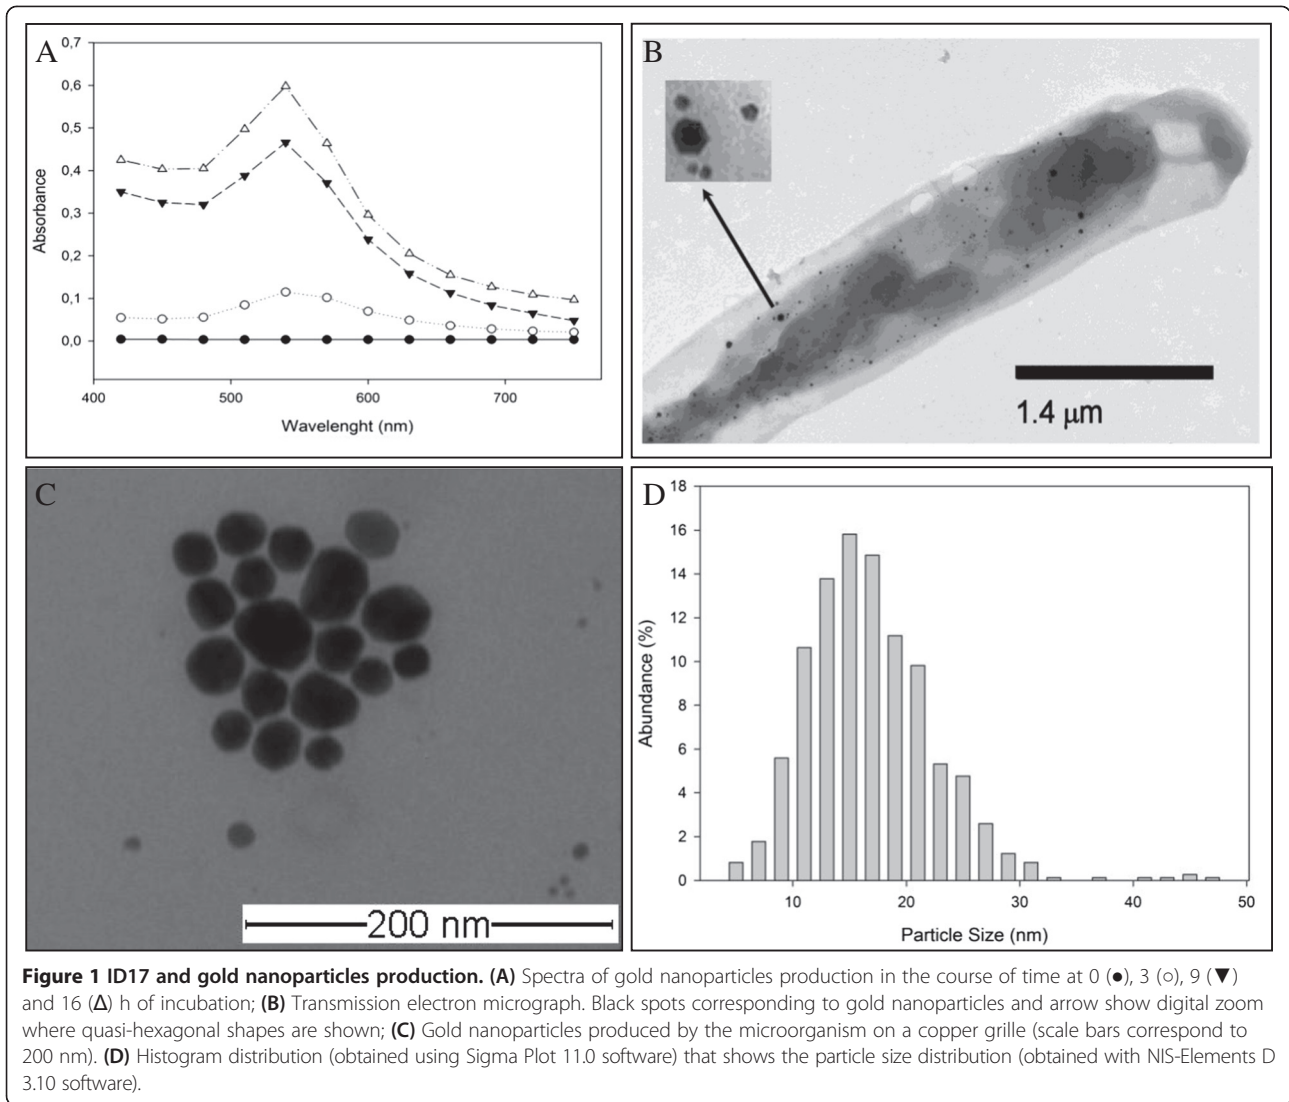 A
0,7
0,6
0,5
0,4
0,3
0,2
0,1
0,0
Absorbance
400
500
600
700
Wavelenght (nm)
B
1.4 μm
C
200 nm
D
18
16
14
12
10
8
6
4
2
0
Abundance (%)
10
20
30
40
50
Particle Size (nm)
Figure 1 ID17 and gold nanoparticles production. (A) Spectra of gold nanoparticles production in the course of time at 0 (●), 3 (○), 9 (▼)
and 16 (Δ) h of incubation; (B) Transmission electron micrograph. Black spots corresponding to gold nanoparticles and arrow show digital zoom
where quasi-hexagonal shapes are shown; (C) Gold nanoparticles produced by the microorganism on a copper grille (scale bars correspond to
200 nm). (D) Histogram distribution (obtained using Sigma Plot 11.0 software) that shows the particle size distribution (obtained with NIS-Elements D
3.10 software).